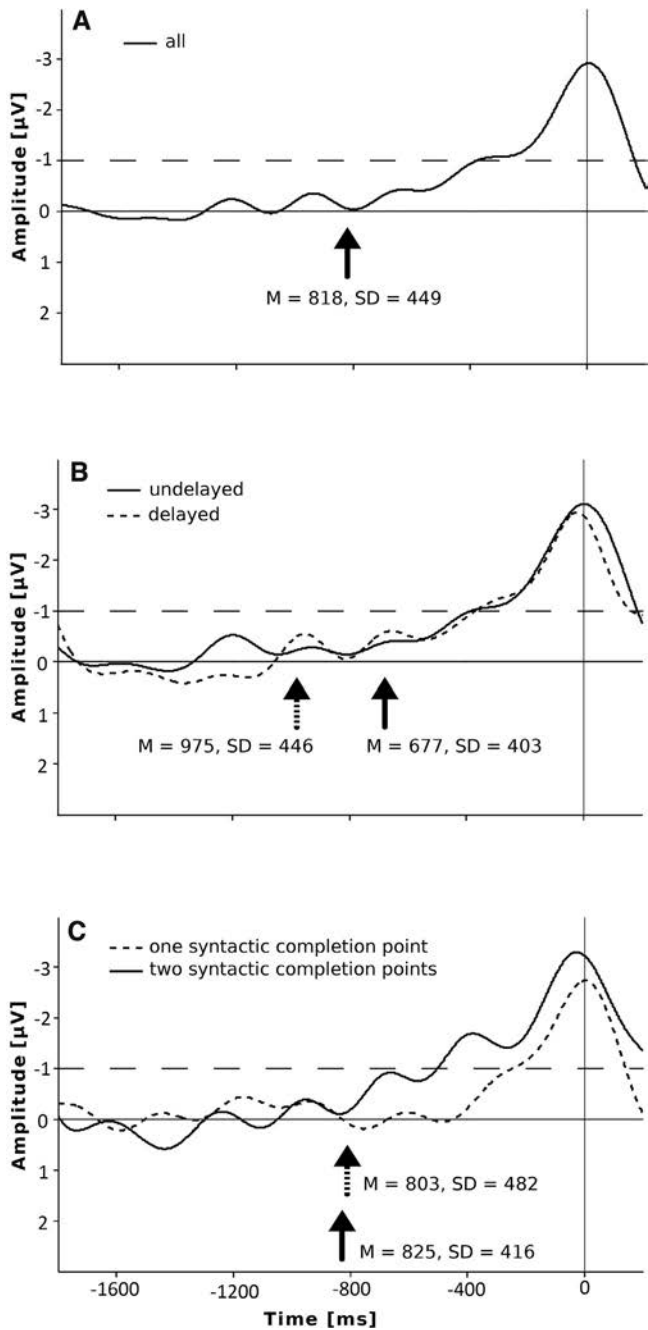 A
all
-3
-2
-1
0
1
2
Amplitude [µV]
M = 818, SD = 449
B
undelayed
delayed
-3
-2
-1
0
1
2
Amplitude [µV]
M = 975, SD = 446
M = 677, SD = 403
C
one syntactic completion point
two syntactic completion points
-3
-2
-1
0
1
2
Amplitude [µV]
M = 803, SD = 482
M = 825, SD = 416
-1600 -1200 -800 -400 0
Time [ms]